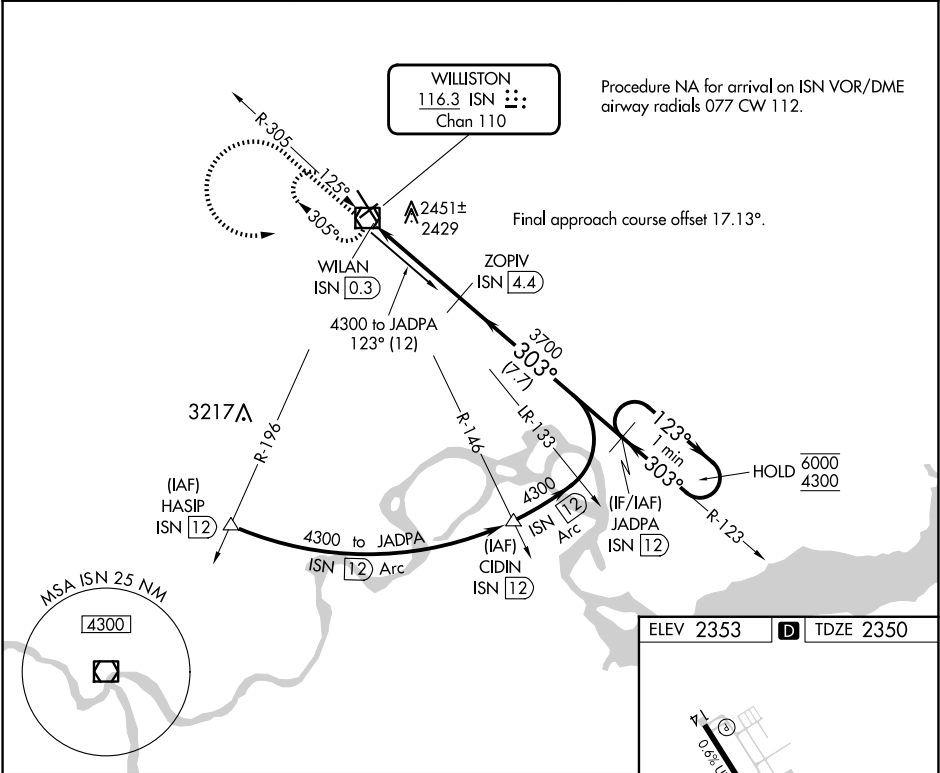 WILLISTON
116.3 ISN
Chan 110
Procedure NA for arrival on ISN VOR/DME
airway radials 077 CW 112.
R-305
125°
305°
2451±
2429
Final approach course offset 17.13°.
WILAN
ISN 0.3
ZOPIV
ISN 4.4
4300 to JADPA
123° (12)
3700
303°
(7.7)
3217
R-196
R-146
LR-133
123°
1 min
303°
HOLD 6000
4300
R-123
(IAF)
HASIP
ISN 12
4300 to JADPA
ISN 12 Arc
4300
ISN 12
Arc
(IAF)
CIDIN
ISN 12
(IF/IAF)
JADPA
ISN 12
MSA ISN 25 NM
4300
ELEV 2353
D
TDZE 2350
14
P